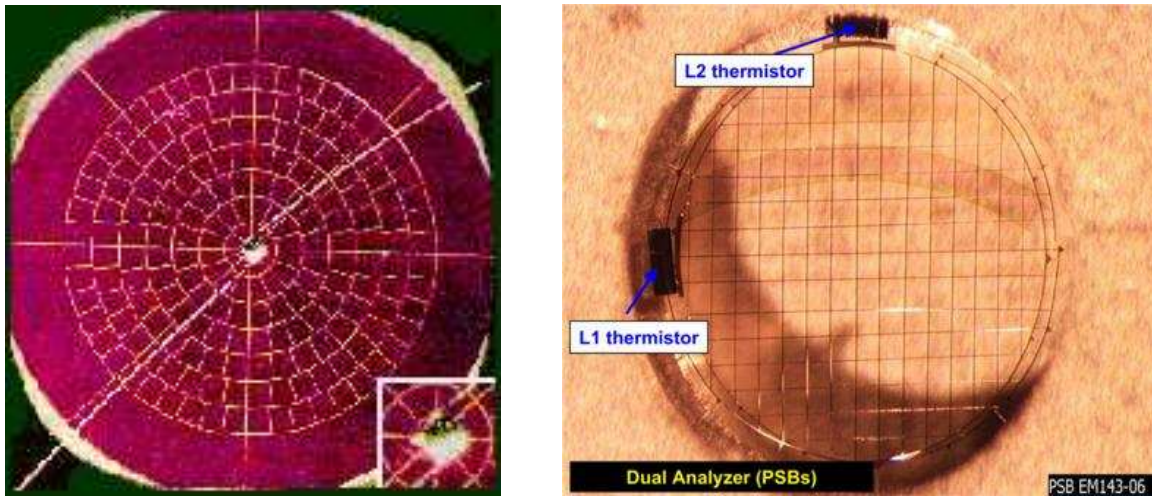 L2 thermistor
L1 thermistor
Dual Analyzer (PSBs)
PSB EM143-06